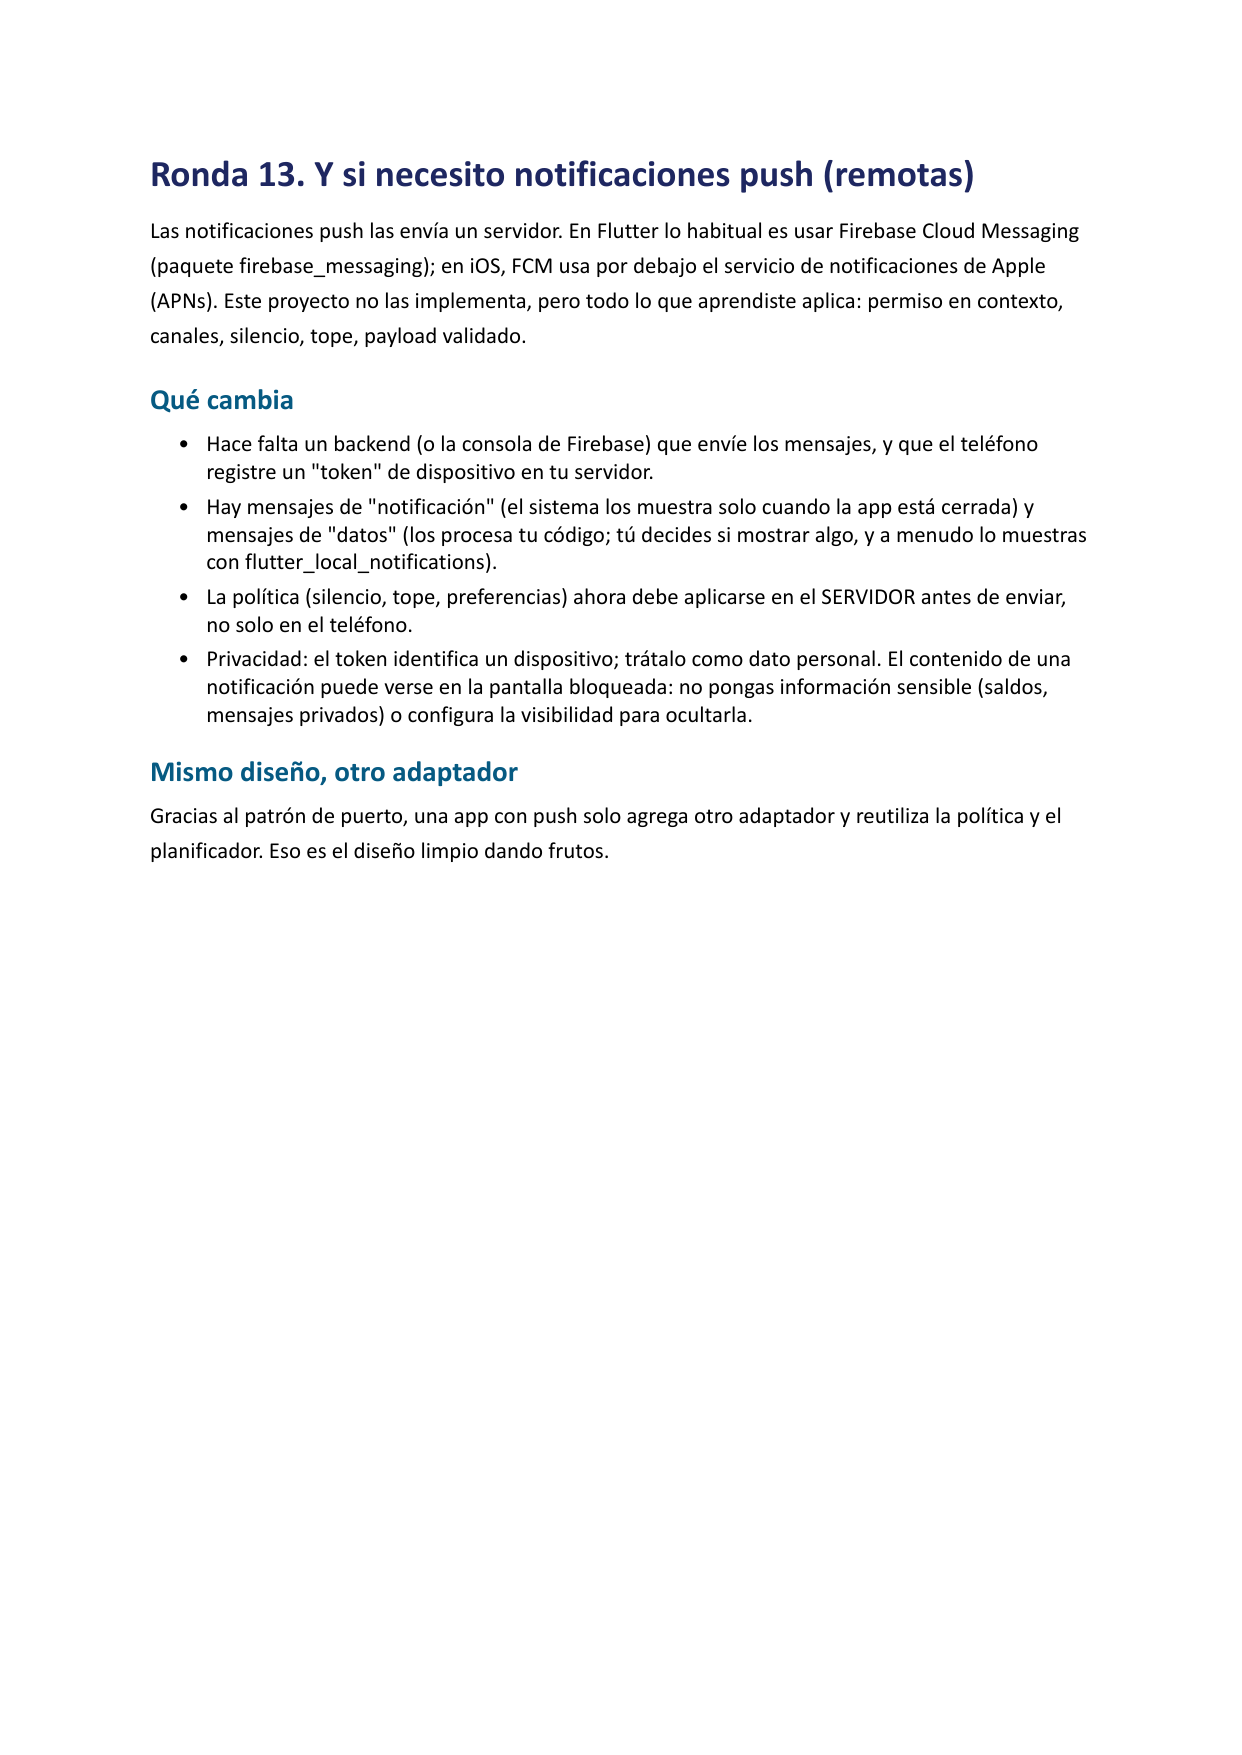 Ronda 13. Y si necesito notificaciones push (remotas)
Las notificaciones push las envía un servidor. En Flutter lo habitual es usar Firebase Cloud Messaging
(paquete firebase_messaging); en iOS, FCM usa por debajo el servicio de notificaciones de Apple
(APNs). Este proyecto no las implementa, pero todo lo que aprendiste aplica: permiso en contexto,
canales, silencio, tope, payload validado.
Qué cambia
• Hace falta un backend (o la consola de Firebase) que envíe los mensajes, y que el teléfono
registre un "token" de dispositivo en tu servidor.
• Hay mensajes de "notificación" (el sistema los muestra solo cuando la app está cerrada) y
mensajes de "datos" (los procesa tu código; tú decides si mostrar algo, y a menudo lo muestras
con flutter_local_notifications).
• La política (silencio, tope, preferencias) ahora debe aplicarse en el SERVIDOR antes de enviar,
no solo en el teléfono.
• Privacidad: el token identifica un dispositivo; trátalo como dato personal. El contenido de una
notificación puede verse en la pantalla bloqueada: no pongas información sensible (saldos,
mensajes privados) o configura la visibilidad para ocultarla.
Mismo diseño, otro adaptador
Gracias al patrón de puerto, una app con push solo agrega otro adaptador y reutiliza la política y el
planificador. Eso es el diseño limpio dando frutos.